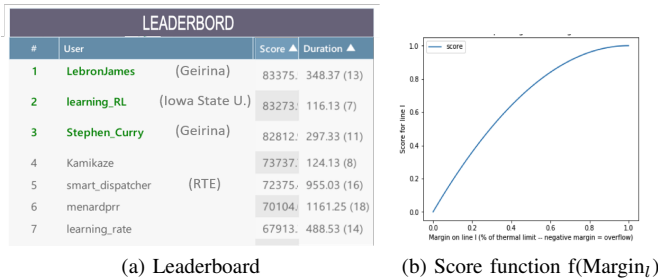 LEADERBORD
# User Score ▲ Duration ▲
1 LebronJames (Geirina) 83375. 348.37 (13)
2 learning_RL (Iowa State U.) 83273. 116.13 (7)
3 Stephen_Curry (Geirina) 82812. 297.33 (11)
4 Kamikaze 73737. 124.13 (8)
5 smart_dispatcher (RTE) 72375. 955.03 (16)
6 menardprr 70104. 1161.25 (18)
7 learning_rate 67913. 488.53 (14)
(a) Leaderboard
score
Score for line l
1.0
0.8
0.6
0.4
0.2
0.0
0.0 0.2 0.4 0.6 0.8 1.0
Margin on line l (% of thermal limit – negative margin = overflow)
(b) Score function f(Marginₗ)